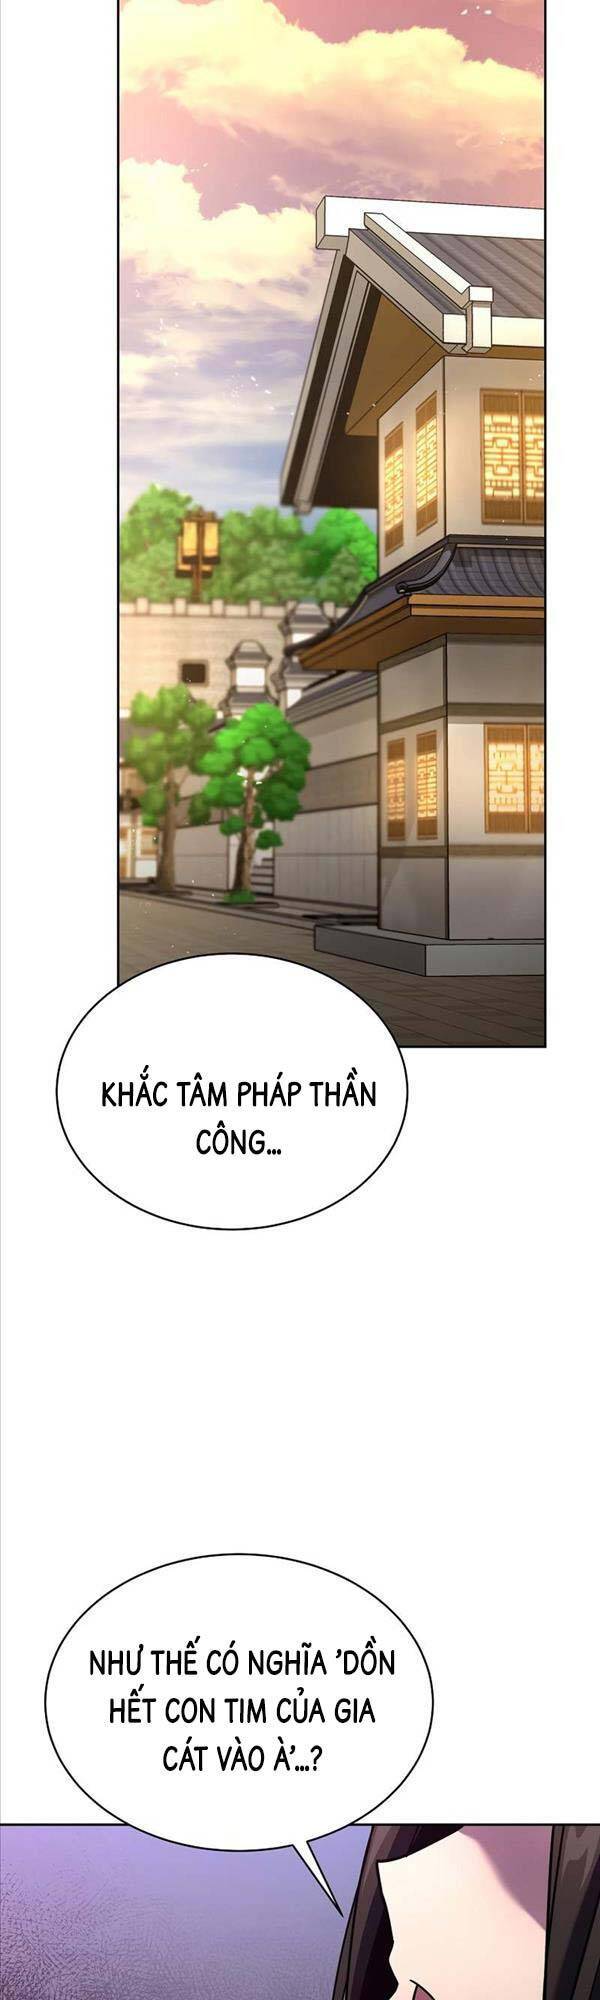 KHẮC TÂM PHÁP THẦN
CÔNG...
NHƯ THẾ CÓ NGHĨA 'DỒN
HẾT CON TIM CỦA GIA
CÁT VÀO À'...?